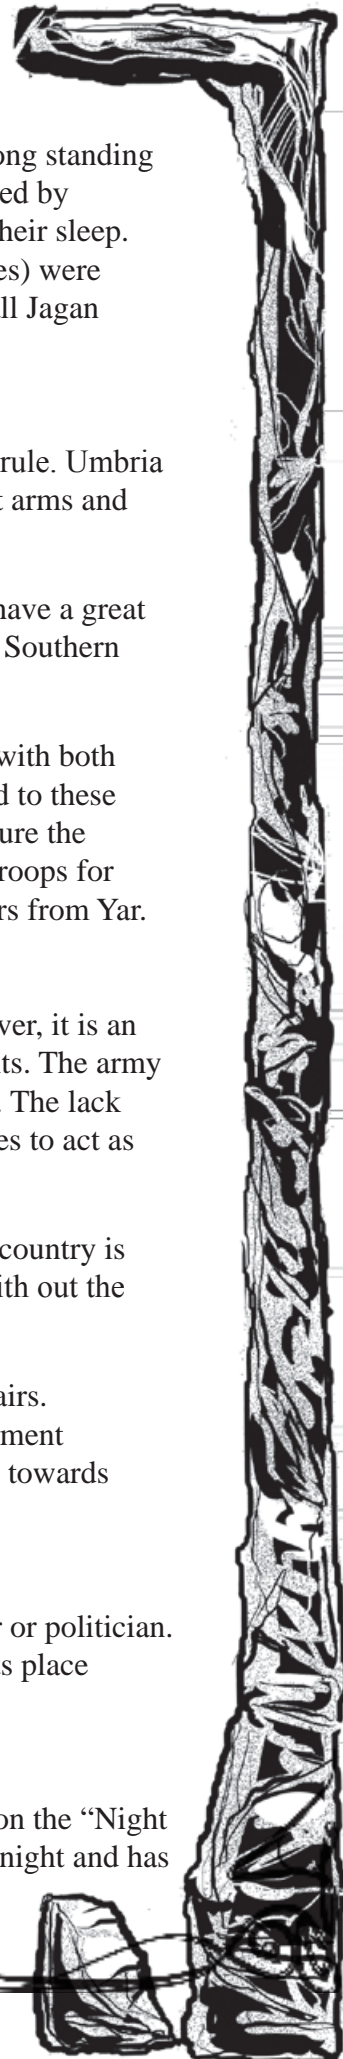 ong standing
ed by
heir sleep.
es) were
ll Jagan
rule. Umbria
t arms and
have a great
Southern
with both
d to these
ure the
roops for
rs from Yar.
ver, it is an
ts. The army
. The lack
es to act as
country is
ith out the
airs.
ment
towards
r or politician.
s place
on the “Night
night and has